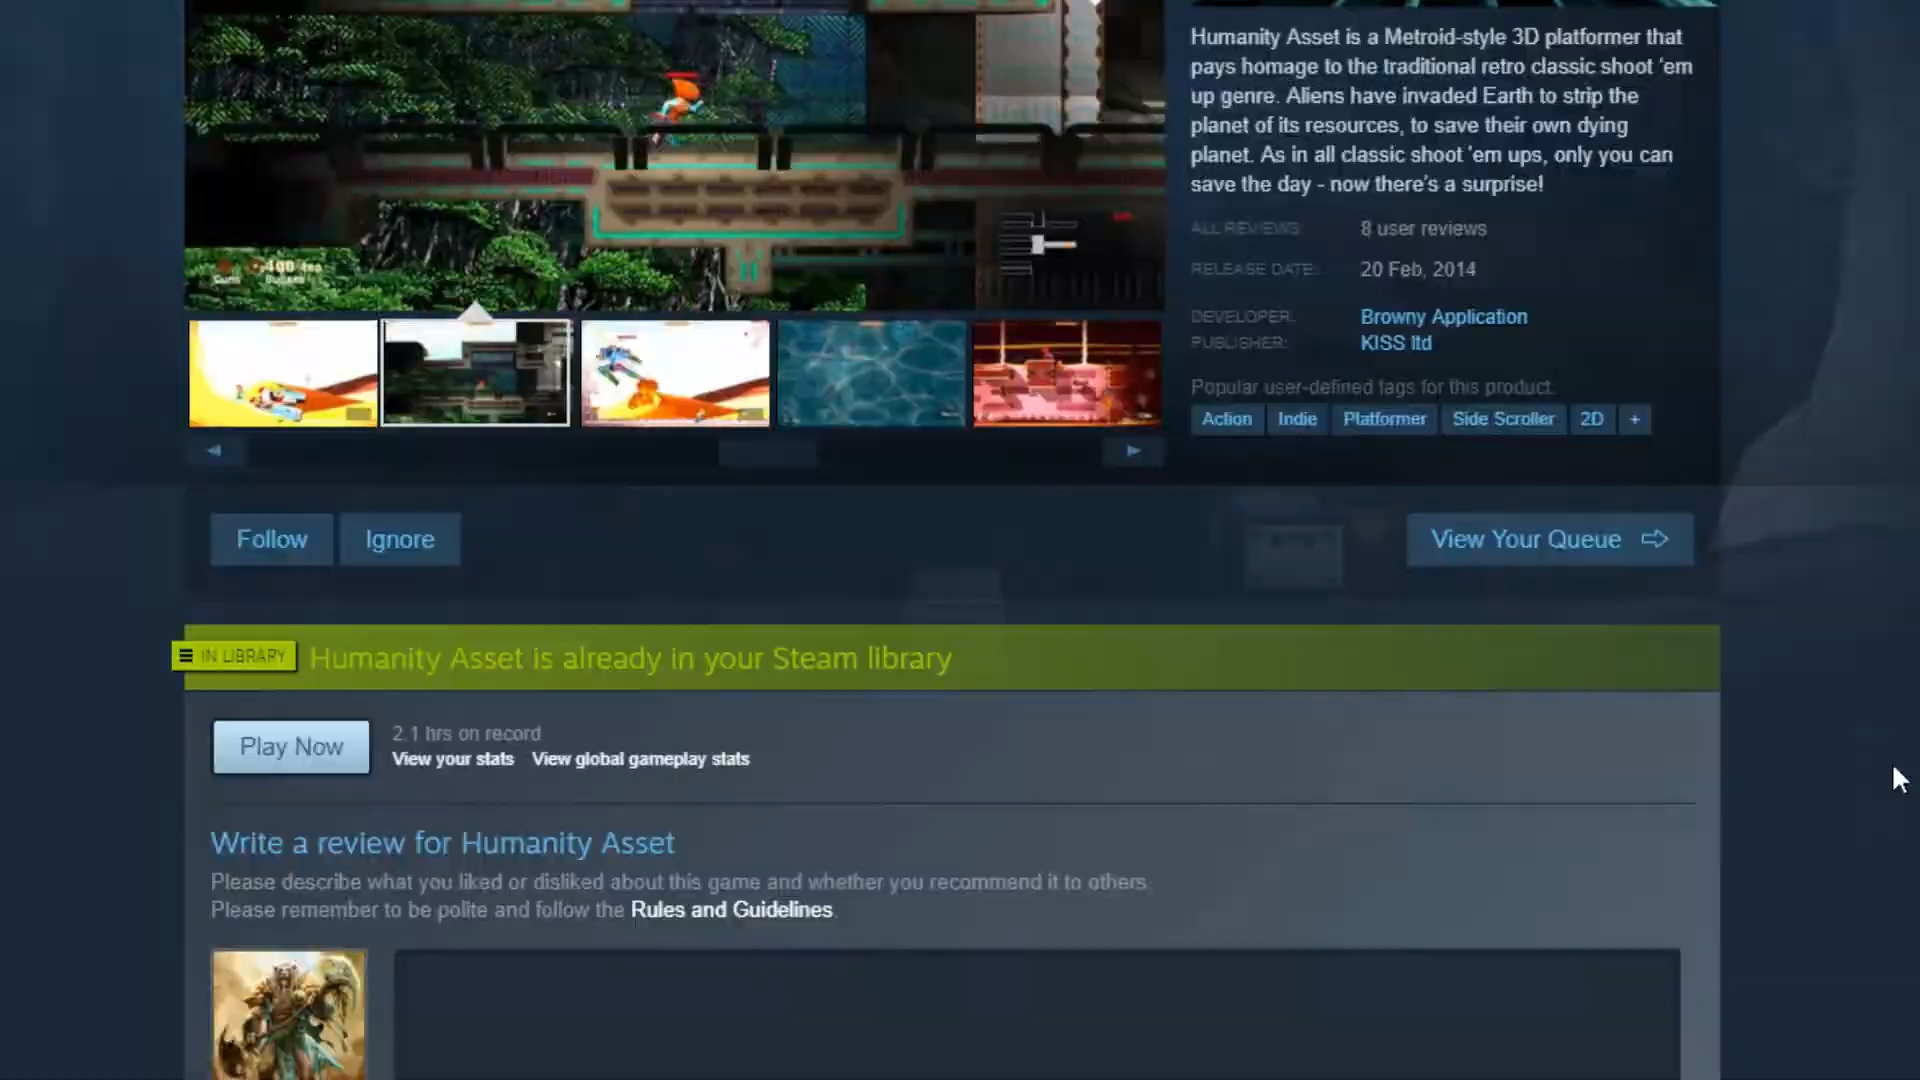 Humanity Asset is a Metroid-style 3D platformer that
pays homage to the traditional retro classic shoot 'em
up genre. Aliens have invaded Earth to strip the
planet of its resources, to save their own dying
planet. As in all classic shoot 'em ups, only you can
save the day - now there's a surprise!
ALL REVIEWS: 8 user reviews
RELEASE DATE: 20 Feb, 2014
DEVELOPER: Browny Application
PUBLISHER: KISS ltd
Popular user-defined tags for this product:
Action Indie Platformer Side Scroller 2D +
Follow Ignore View Your Queue
IN LIBRARY Humanity Asset is already in your Steam library
Play Now
2.1 hrs on record
View your stats View global gameplay stats
Write a review for Humanity Asset
Please describe what you liked or disliked about this game and whether you recommend it to others.
Please remember to be polite and follow the Rules and Guidelines.